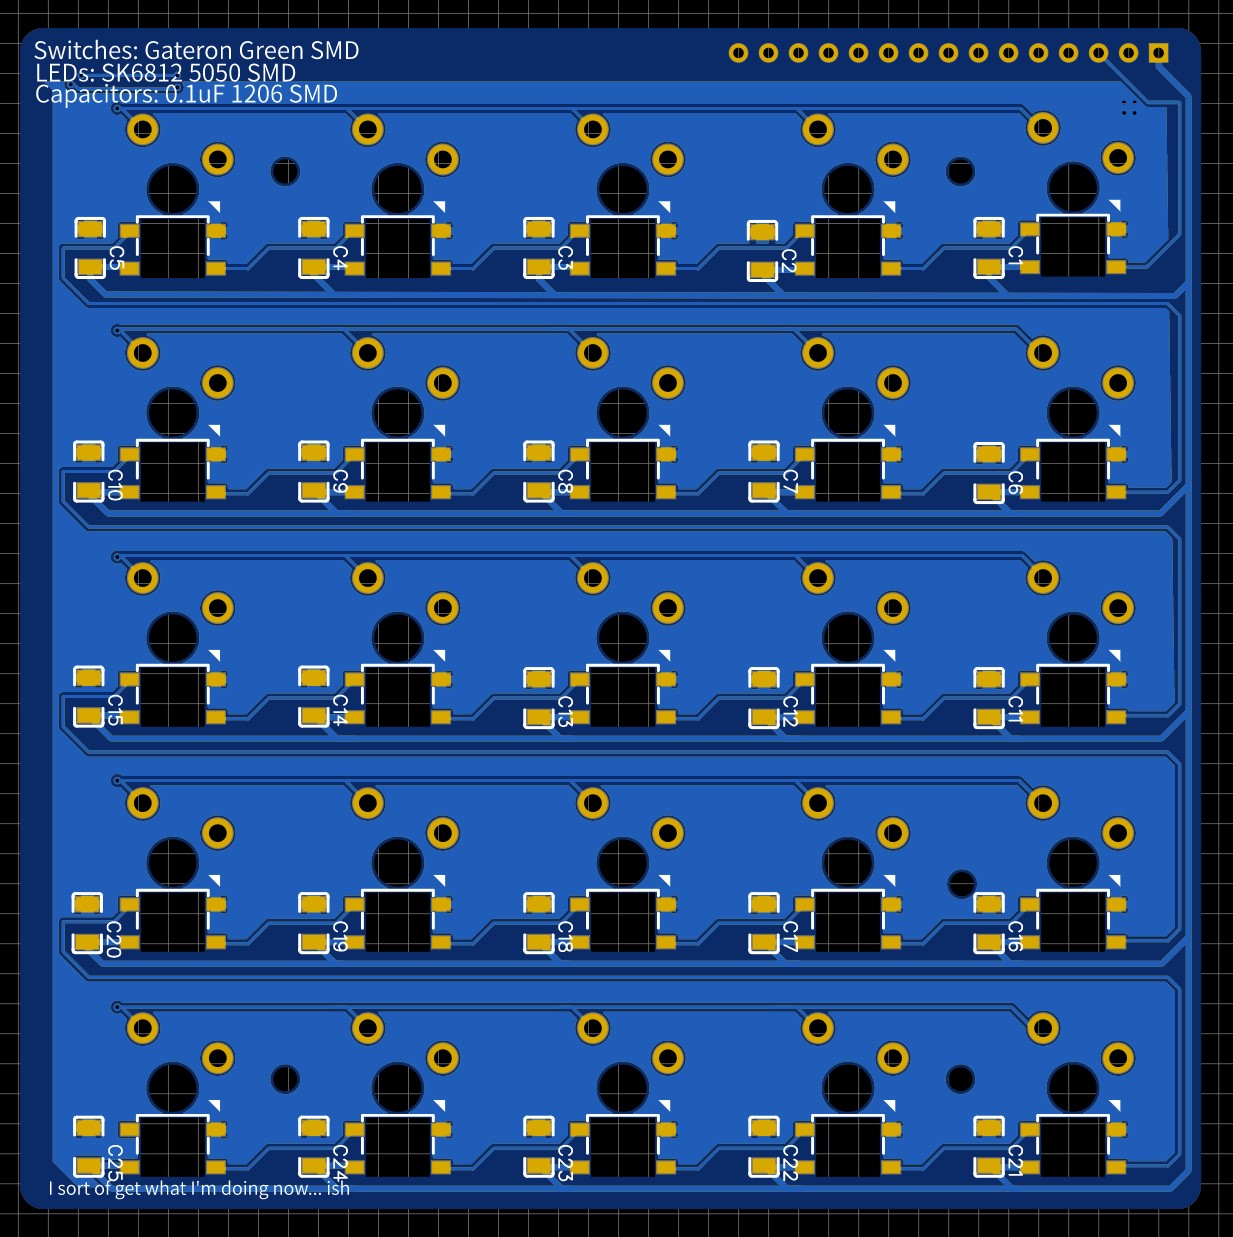 Switches: Gateron Green SMD
LEDs: SK6812 5050 SMD
Capacitors: 0.1uF 1206 SMD
C5 C4 C3 C2 C1
C10 C9 C8 C7 C6
C15 C14 C13 C12 C11
C20 C19 C18 C17 C16
C25 C24 C23 C22 C21
I sort of get what I'm doing now... ish